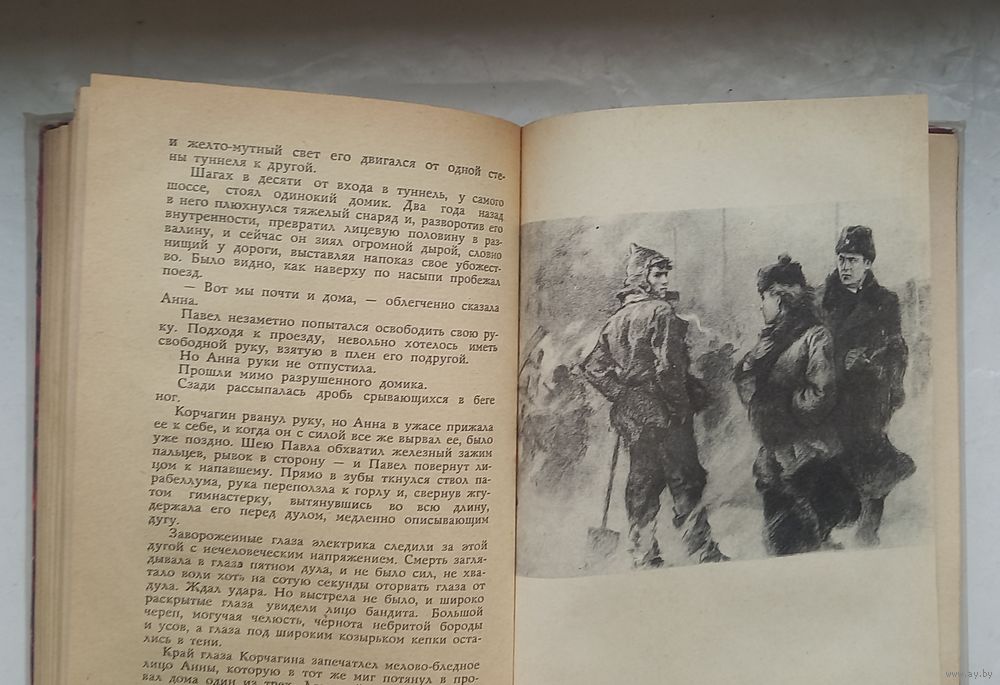 и желто-мутный свет его двигался от одной сте-
ны туннеля к другой.
Шагах в десяти от входа в туннель, у самого
шоссе, стоял одинокий домик. Два года назад
в него плюхнулся тяжелый снаряд и, разворотив его
внутренности, превратил лицевую половину в раз-
валину, и сейчас он зиял огромной дырой, словно
нищий у дороги, выставляя напоказ свое убожест-
во. Было видно, как наверху по насыпи пробежал
поезд.
— Вот мы почти и дома, — облегченно сказала
Анна.
Павел незаметно попытался освободить свою ру-
ку. Подходя к проезду, невольно хотелось иметь
свободной руку, взятую в плен его подругой.
Но Анна руки не отпустила.
Прошли мимо разрушенного домика.
Сзади рассыпалась дробь срывающихся в беге
ног.
Корчагин рванул руку, но Анна в ужасе прижала
ее к себе, и когда он с силой все же вырвал ее, было
уже поздно. Шею Павла обхватил железный зажим
пальцев, рывок в сторону — и Павел повернут ли-
цом к напавшему. Прямо в зубы ткнулся ствол па-
рабеллума, рука переползла к горлу и, свернув жгу-
том гимнастерку, вытянувшись во всю длину,
держала его перед дулом, медленно описывающим
дугу.
Завороженные глаза электрика следили за этой
дугой с нечеловеческим напряжением. Смерть загля-
дывала в глаза пятном дула, и не было сил, не хва-
тало воли хоть на сотую секунды оторвать глаза от
дула. Ждал удара. Но выстрела не было, и широко
раскрытые глаза увидели лицо бандита. Большой
череп, могучая челюсть, чернота небритой бороды
и усов, а глаза под широким козырьком кепки оста-
лись в тени.
Край глаза Корчагина запечатлел мелово-бледное
лицо Анны, которую в тот же миг потянул в про-
вал дома один из трех.
www.ay.by